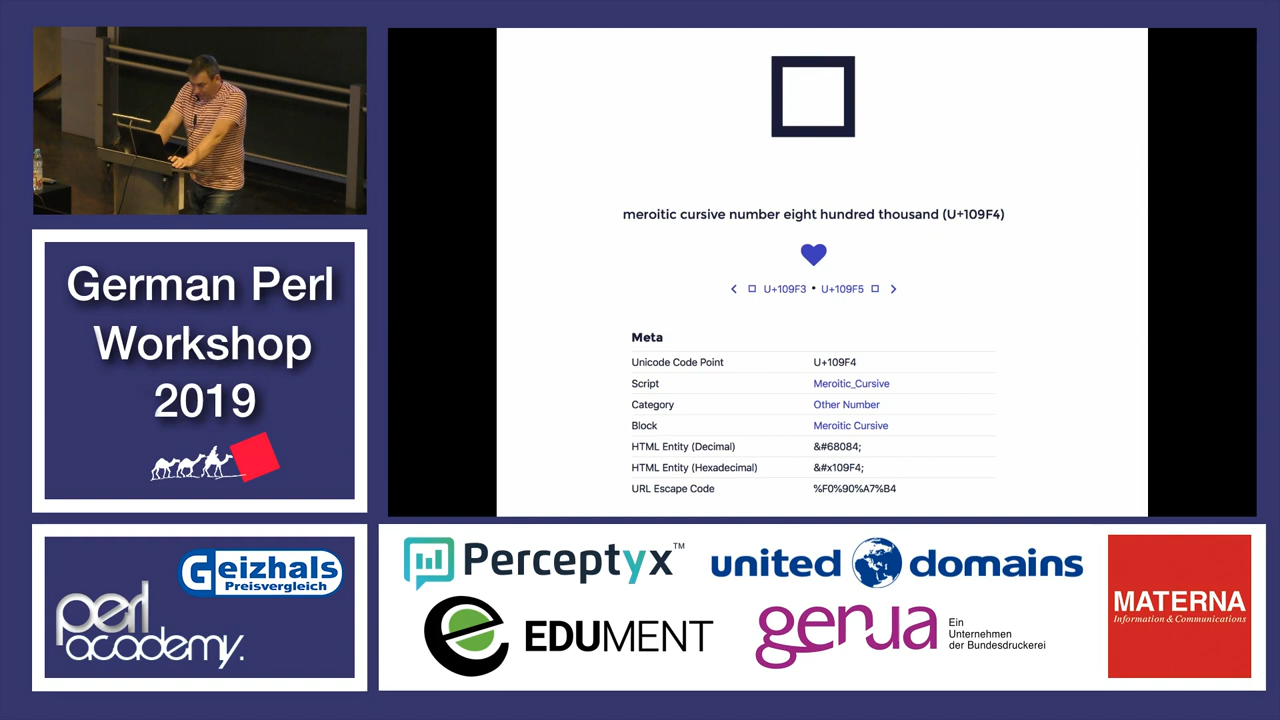 meroitic cursive number eight hundred thousand (U+109F4)
U+109F3 • U+109F5
Meta
Unicode Code Point U+109F4
Script Meroitic_Cursive
Category Other Number
Block Meroitic Cursive
HTML Entity (Decimal) &#68084;
HTML Entity (Hexadecimal) &#x109F4;
URL Escape Code %F0%90%A7%B4
German Perl
Workshop
2019
Geizhals
Preisvergleich
perl
academy.
Perceptyx™
united domains
EDUMENT
genua
Ein
Unternehmen
der Bundesdruckerei
MATERNA
Information & Communications